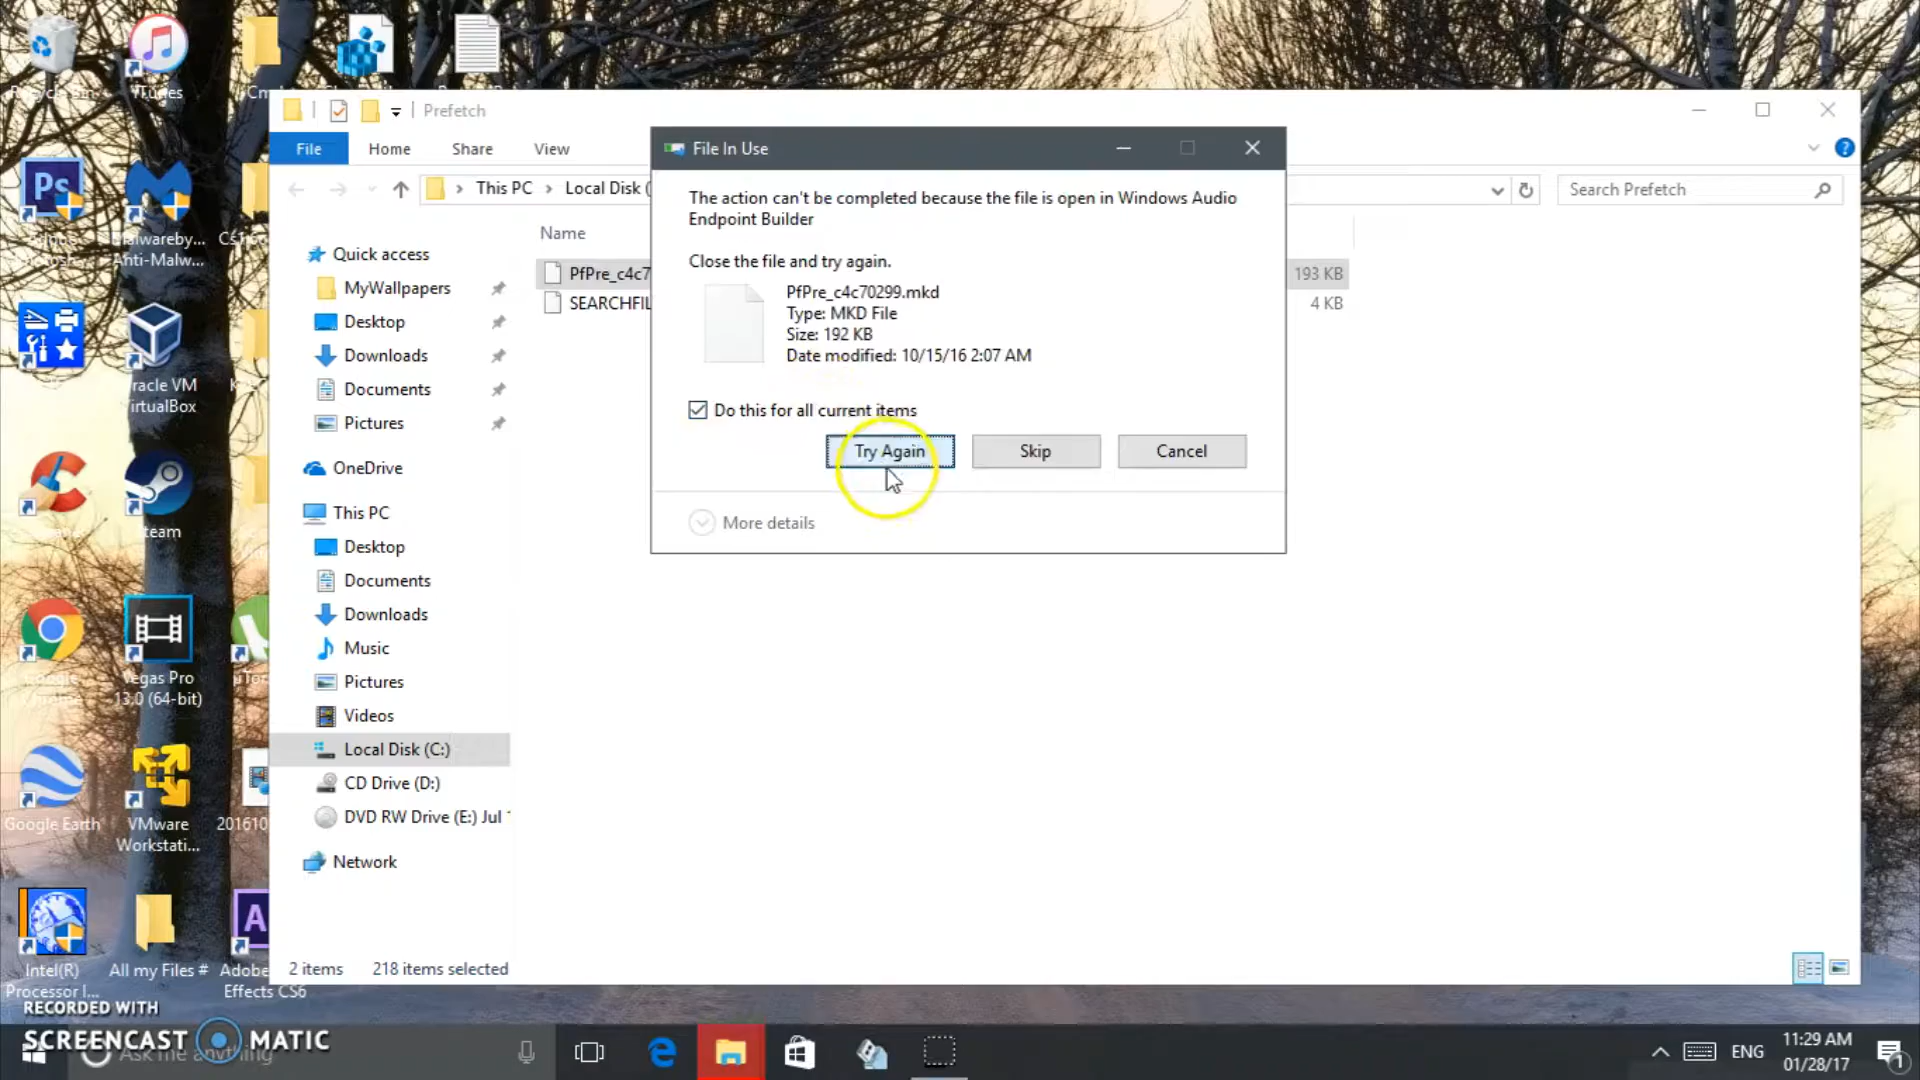 iTunes
Prefetch
File
Home
Share
View
This PC
Local Disk (
Search Prefetch
File In Use
The action can't be completed because the file is open in Windows Audio
Endpoint Builder
Close the file and try again.
PfPre_c4c70299.mkd
Type: MKD File
Size: 192 KB
Date modified: 10/15/16 2:07 AM
Do this for all current items
Try Again
Skip
Cancel
More details
Name
PfPre_c4c7
193 KB
SEARCHFIL
4 KB
Quick access
MyWallpapers
Desktop
Downloads
Documents
Pictures
OneDrive
This PC
Desktop
Documents
Downloads
Music
Pictures
Videos
Local Disk (C:)
CD Drive (D:)
DVD RW Drive (E:) Jul
Network
2 items
218 items selected
Ps
Malwareby...
Anti-Malw...
Vegas Pro
13.0 (64-bit)
Google Earth
VMware
Workstati...
201610
Intel(R)
Processor I...
All my Files #
Adobe
Effects CS6
RECORDED WITH
SCREENCAST MATIC
Ask me anything
ENG
11:29 AM
01/28/17
1